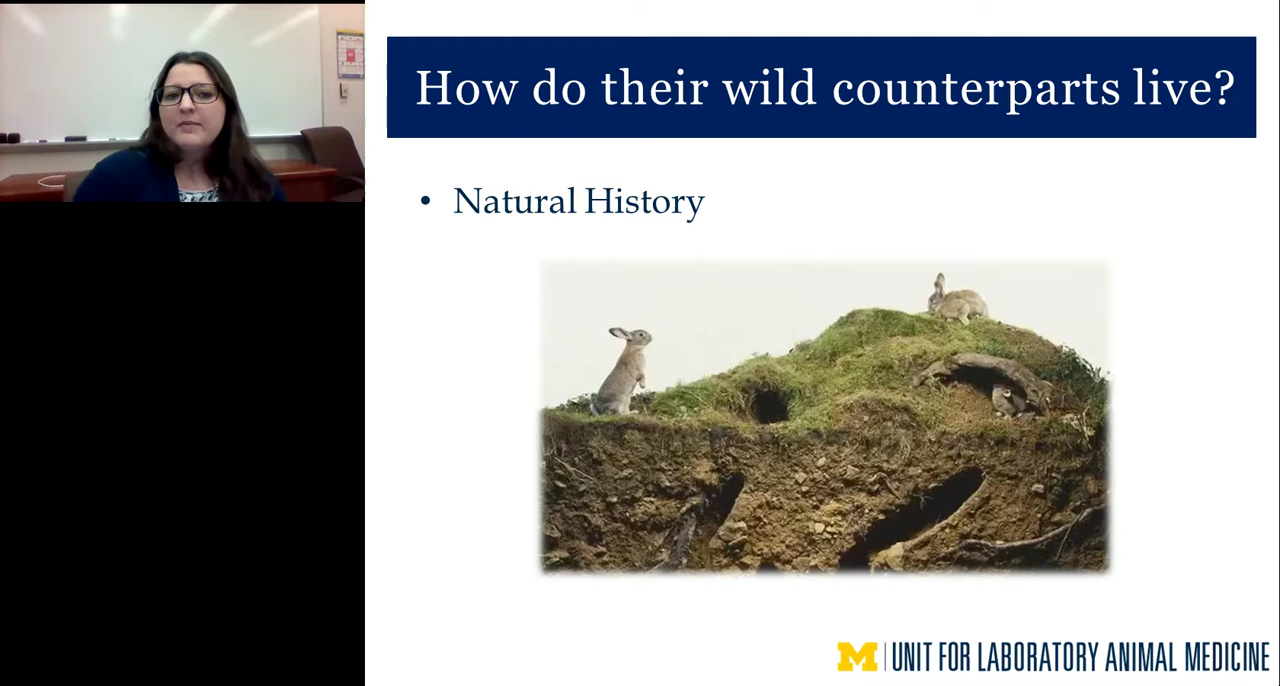 How do their wild counterparts live?
• Natural History
M | UNIT FOR LABORATORY ANIMAL MEDICINE